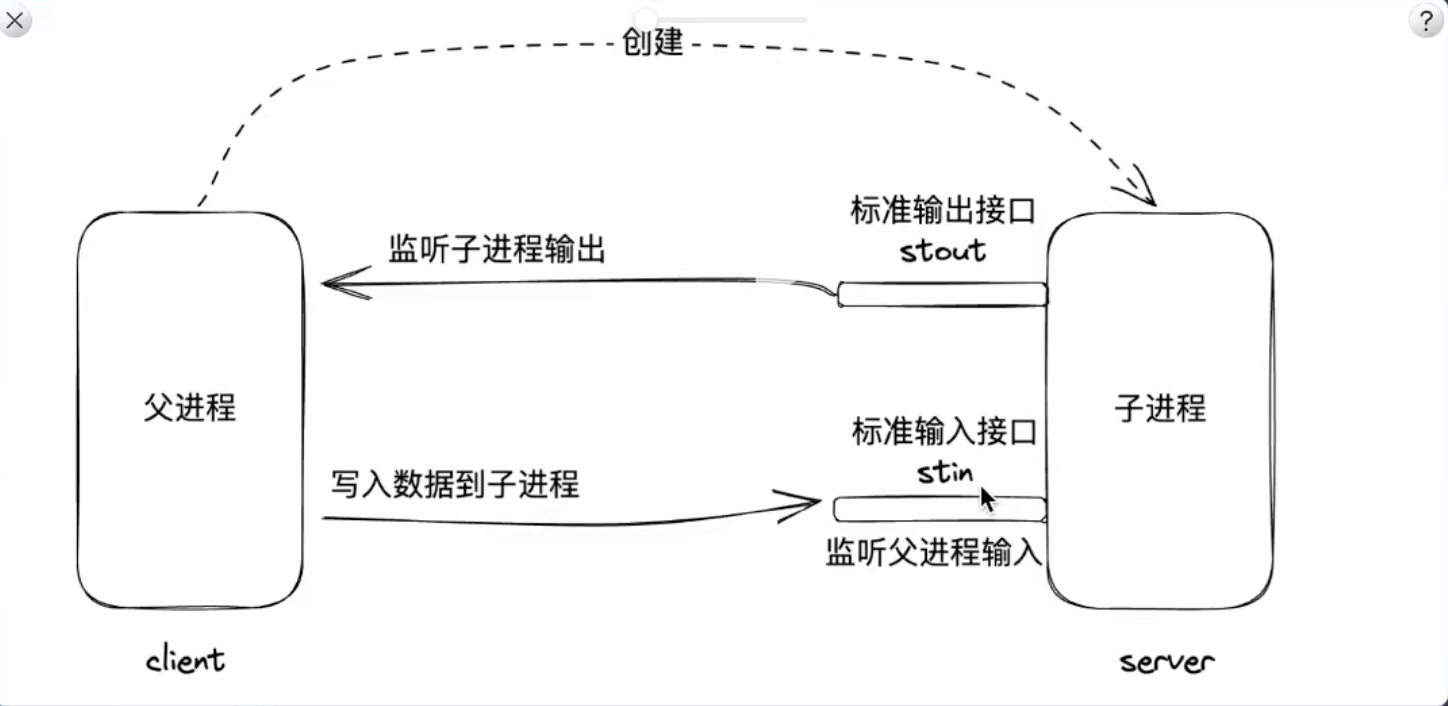 创建
标准输出接口
stout
监听子进程输出
父进程
子进程
标准输入接口
stin
写入数据到子进程
监听父进程输入
client
server
?